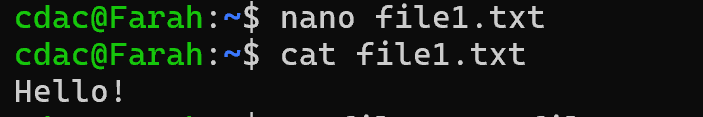 cdac@Farah:~$ nano file1.txt
cdac@Farah:~$ cat file1.txt
Hello!